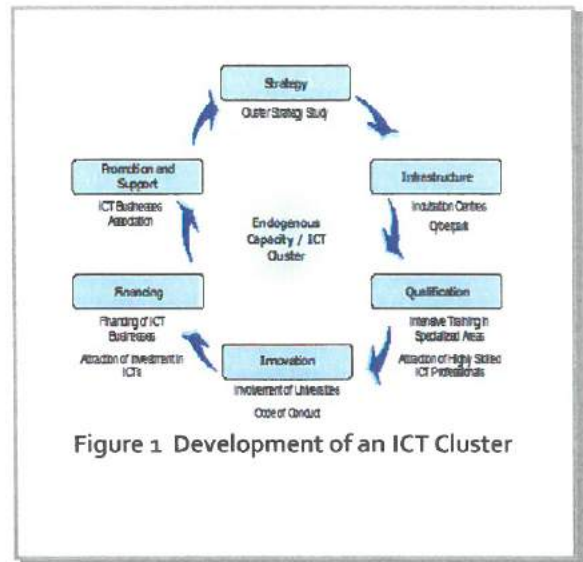 Strategy
Cluster Strategy Study
Promotion and
Support
ICT Businesses
Association
Infrastructure
Incubation Centres
Cyberpark
Endogenous
Capacity / ICT
Cluster
Financing
Financing of ICT
Businesses
Attraction of Investment in
ICTs
Qualification
Intensive Training in
Specialized Areas
Attraction of Highly Skilled
ICT Professionals
Innovation
Involvement of Universities
Code of Conduct
Figure 1 Development of an ICT Cluster